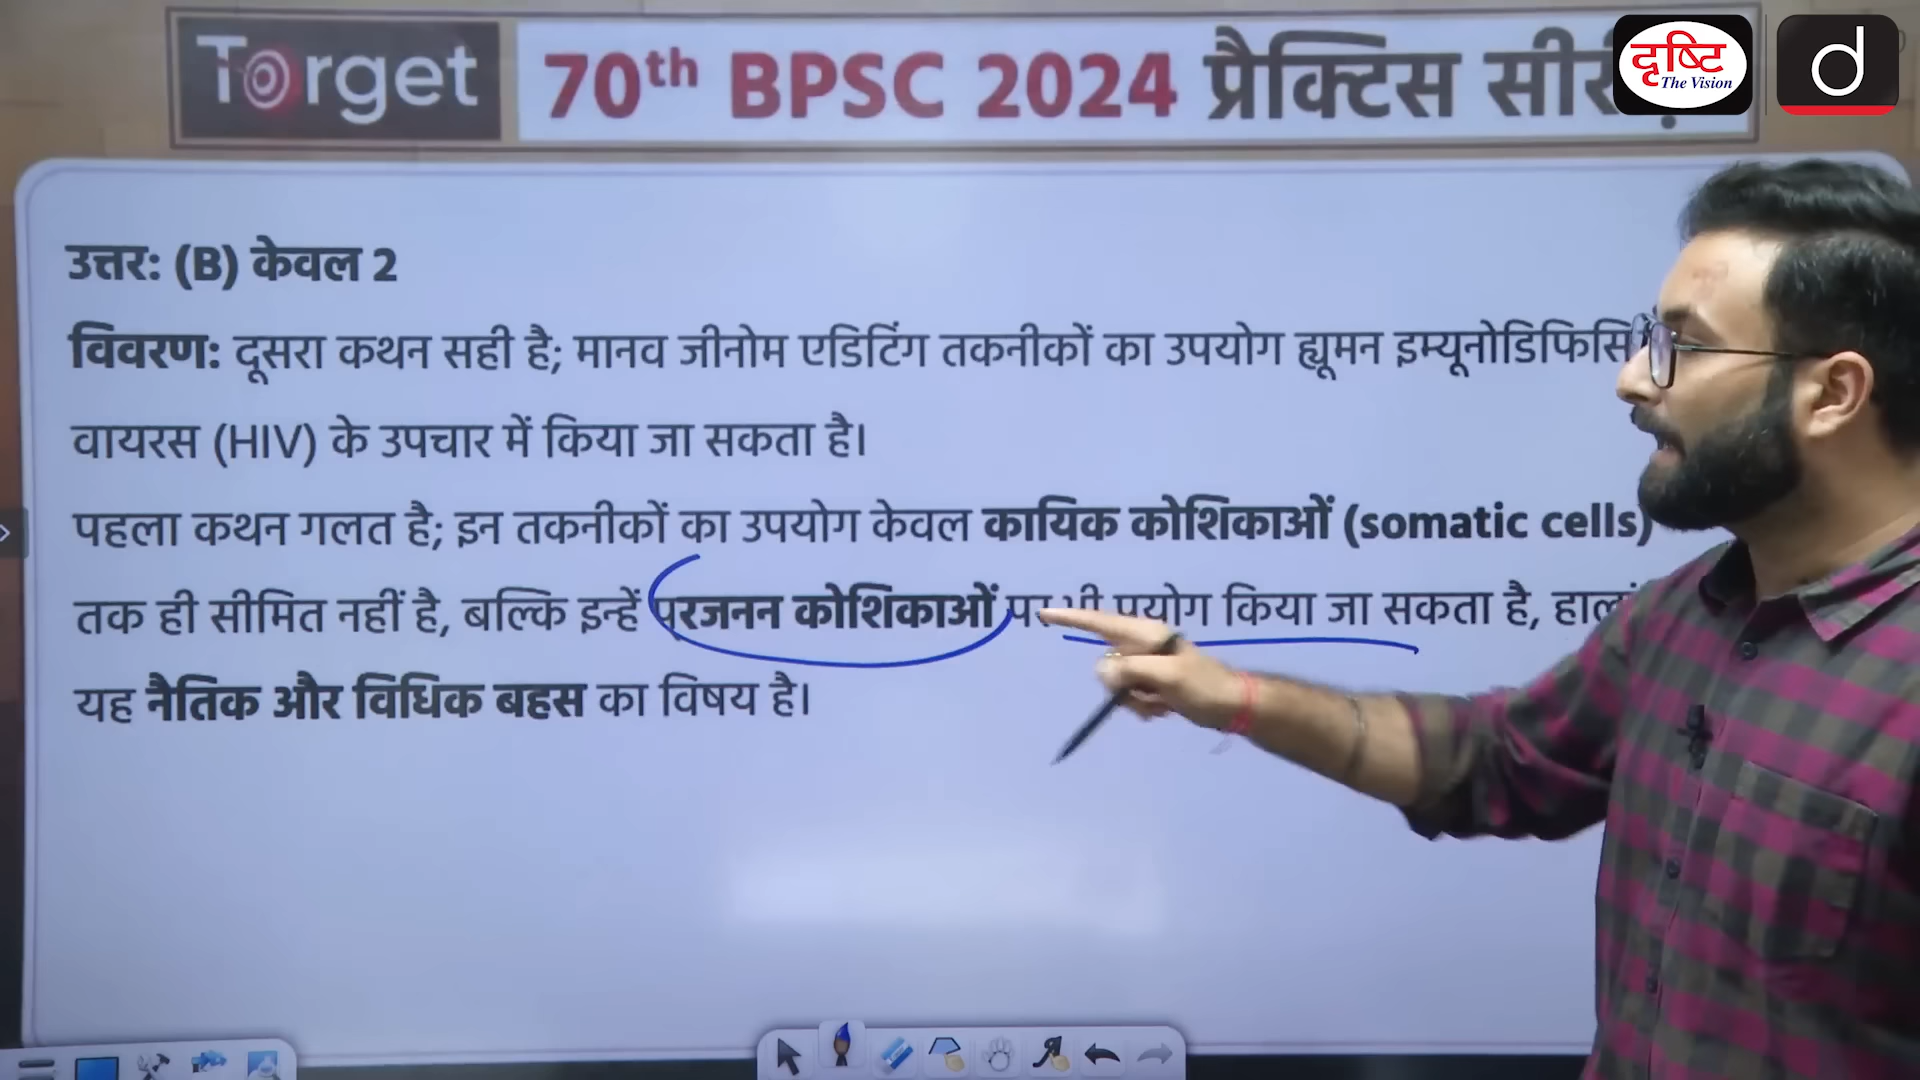 Target
70th BPSC 2024 प्रैक्टिस
दृष्टि
The Vision
d
उत्तर: (B) केवल 2
विवरण: दूसरा कथन सही है; मानव जीनोम एडिटिंग तकनीकों का उपयोग ह्यूमन
वायरस (HIV) के उपचार में किया जा सकता है।
पहला कथन गलत है; इन तकनीकों का उपयोग केवल कायिक कोशिकाओं (somatic cells)
तक ही सीमित नहीं है, बल्कि इन्हें परजनन कोशिकाओं पर भी प्रयोग किया जा सकता है,
यह नैतिक और विधिक बहस का विषय है।